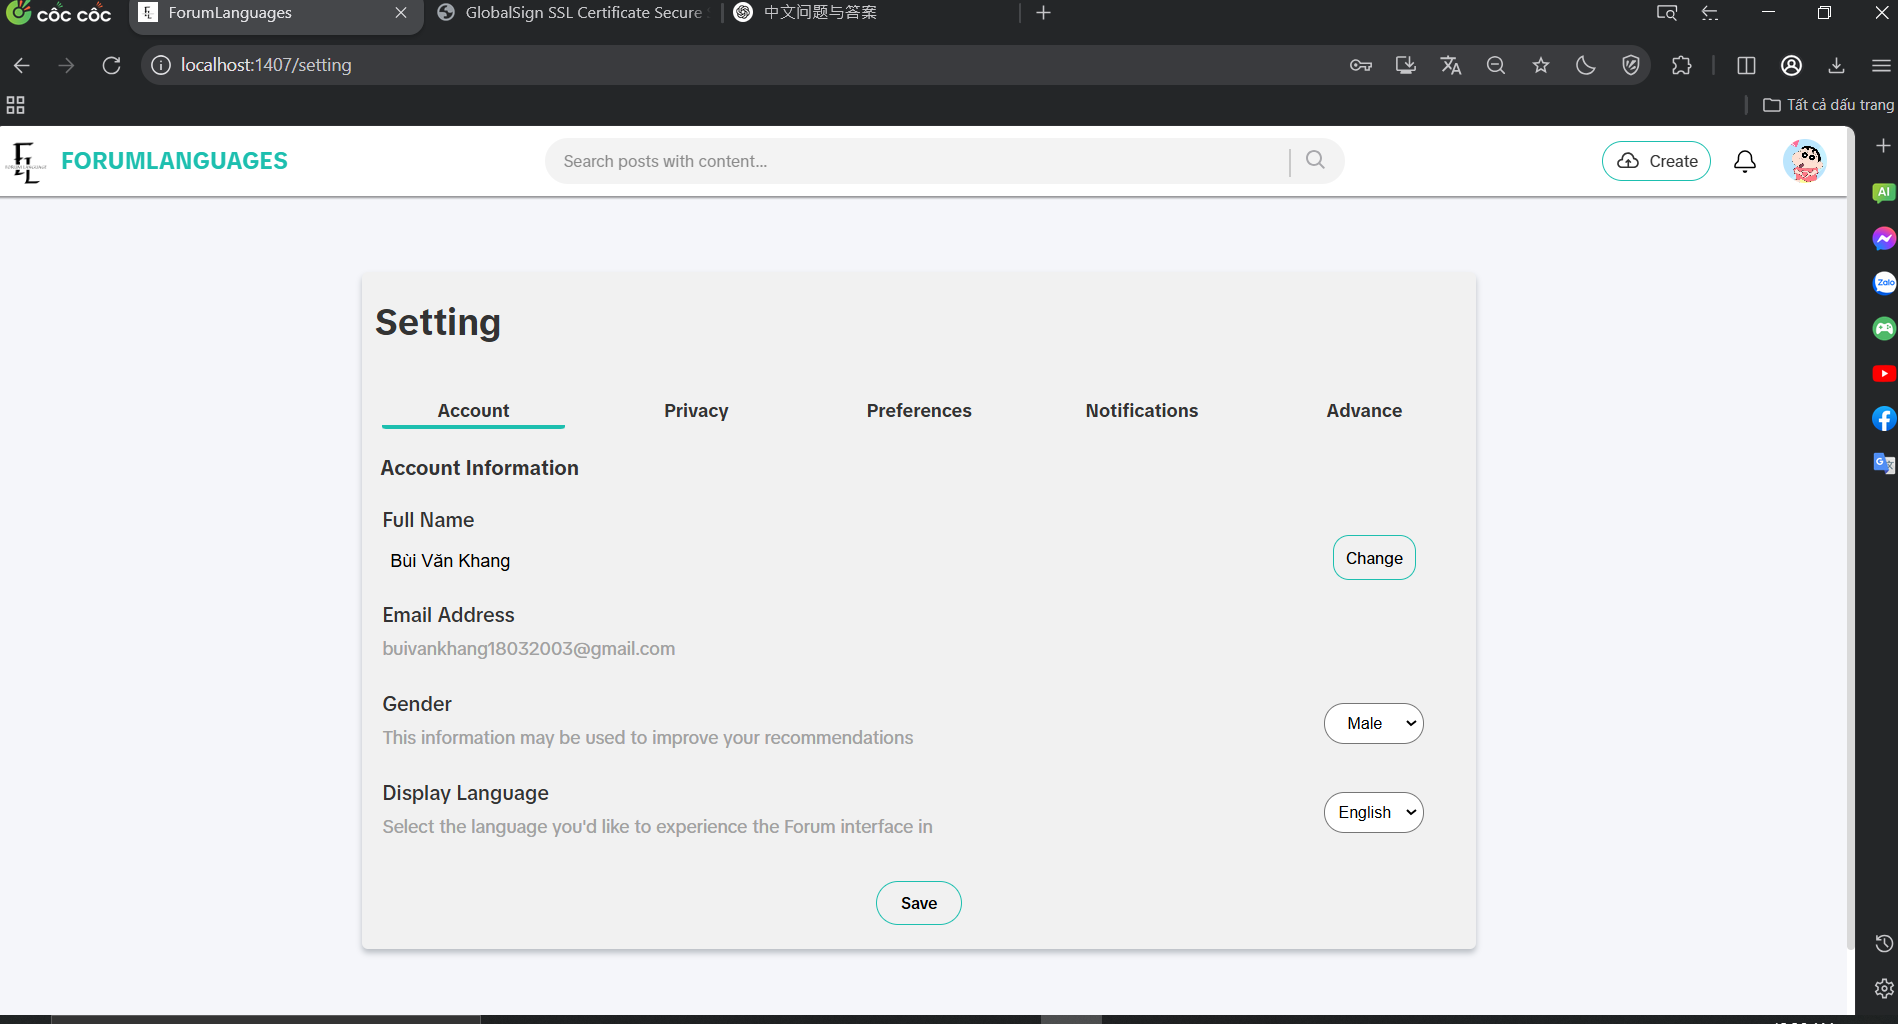 cốc cốc
ForumLanguages
GlobalSign SSL Certificate Secure
中文问题与答案
localhost:1407/setting
Tất cả dấu trang
FORUMLANGUAGES
Search posts with content...
Create
AI
Zalo
Setting
Account
Privacy
Preferences
Notifications
Advance
Account Information
Full Name
Bùi Văn Khang
Change
Email Address
buivankhang18032003@gmail.com
Gender
This information may be used to improve your recommendations
Male
Display Language
Select the language you'd like to experience the Forum interface in
English
Save